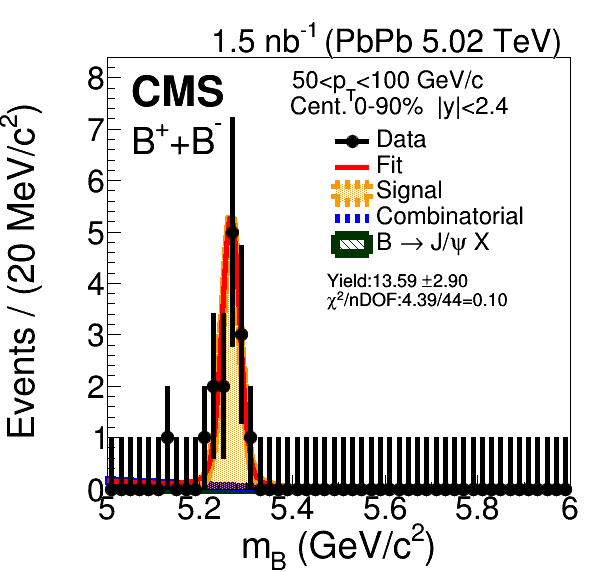 1.5 nb⁻¹ (PbPb 5.02 TeV)
CMS
B⁺+B⁻
50<p_T<100 GeV/c
Cent. 0-90% |y|<2.4
Data
Fit
Signal
Combinatorial
B → J/ψ X
Yield:13.59 ±2.90
χ²/nDOF:4.39/44=0.10
Events / (20 MeV/c²)
8
7
6
5
4
3
2
1
0
5 5.2 5.4 5.6 5.8 6
m_B (GeV/c²)